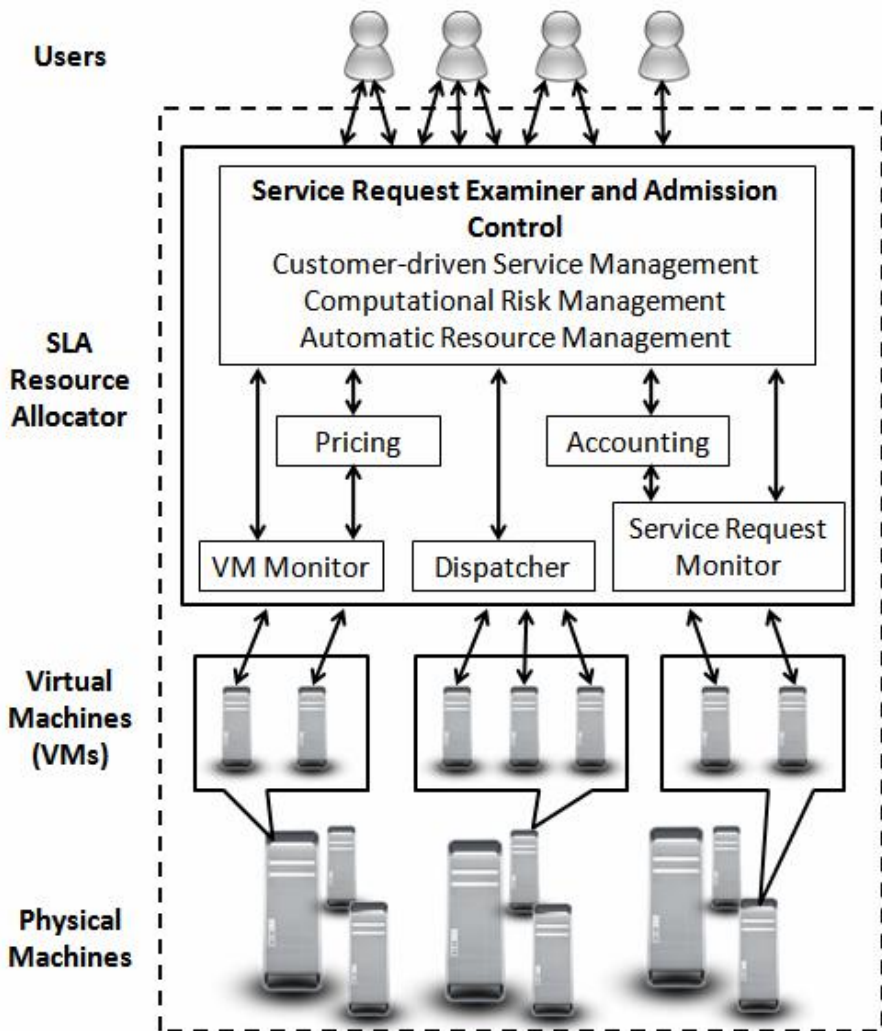 Users
Service Request Examiner and Admission
Control
Customer-driven Service Management
Computational Risk Management
Automatic Resource Management
SLA
Resource
Allocator
Pricing
Accounting
VM Monitor
Dispatcher
Service Request
Monitor
Virtual
Machines
(VMs)
Physical
Machines